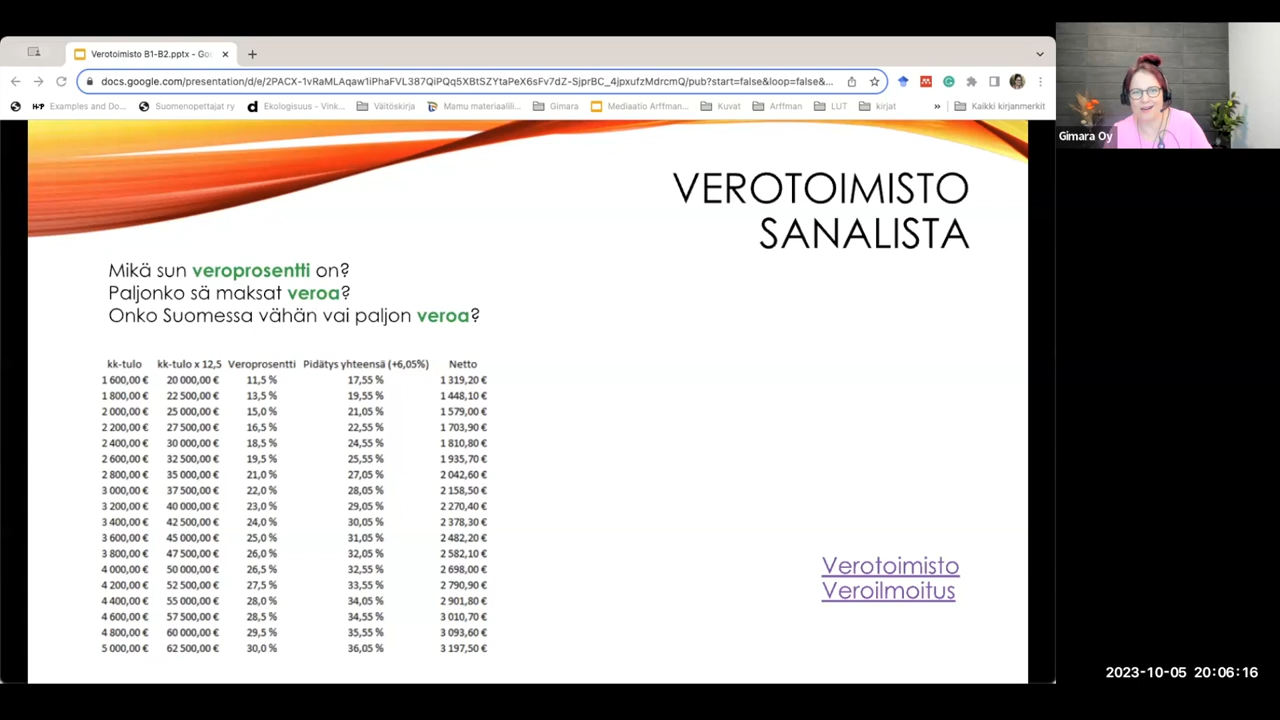 Verotoimisto B1-B2.pptx - Go
docs.google.com/presentation/d/e/2PACX-1vRaMLAqaw1iPhaFVL387QiPQq5XBtSZYtaPeX6sFv7dZ-SjprBC_4jpxufzMdrcmQ/pub?start=false&loop=false&...
Examples and Do... Suomenopettajat ry Ekologisuus - Vink... Väitöskirja Mamu materiaalili... Gimara Mediaatio Arffman... Kuvat Arffman LUT kirjat » Kaikki kirjanmerkit
Gimara Oy
VEROTOIMISTO
SANALISTA
Mikä sun veroprosentti on?
Paljonko sä maksat veroa?
Onko Suomessa vähän vai paljon veroa?
kk-tulo kk-tulo x 12,5 Veroprosentti Pidätys yhteensä (+6,05%) Netto
1 600,00 € 20 000,00 € 11,5 % 17,55 % 1 319,20 €
1 800,00 € 22 500,00 € 13,5 % 19,55 % 1 448,10 €
2 000,00 € 25 000,00 € 15,0 % 21,05 % 1 579,00 €
2 200,00 € 27 500,00 € 16,5 % 22,55 % 1 703,90 €
2 400,00 € 30 000,00 € 18,5 % 24,55 % 1 810,80 €
2 600,00 € 32 500,00 € 19,5 % 25,55 % 1 935,70 €
2 800,00 € 35 000,00 € 21,0 % 27,05 % 2 042,60 €
3 000,00 € 37 500,00 € 22,0 % 28,05 % 2 158,50 €
3 200,00 € 40 000,00 € 23,0 % 29,05 % 2 270,40 €
3 400,00 € 42 500,00 € 24,0 % 30,05 % 2 378,30 €
3 600,00 € 45 000,00 € 25,0 % 31,05 % 2 482,20 €
3 800,00 € 47 500,00 € 26,0 % 32,05 % 2 582,10 €
4 000,00 € 50 000,00 € 26,5 % 32,55 % 2 698,00 €
4 200,00 € 52 500,00 € 27,5 % 33,55 % 2 790,90 €
4 400,00 € 55 000,00 € 28,0 % 34,05 % 2 901,80 €
4 600,00 € 57 500,00 € 28,5 % 34,55 % 3 010,70 €
4 800,00 € 60 000,00 € 29,5 % 35,55 % 3 093,60 €
5 000,00 € 62 500,00 € 30,0 % 36,05 % 3 197,50 €
Verotoimisto
Veroilmoitus
2023-10-05 20:06:16